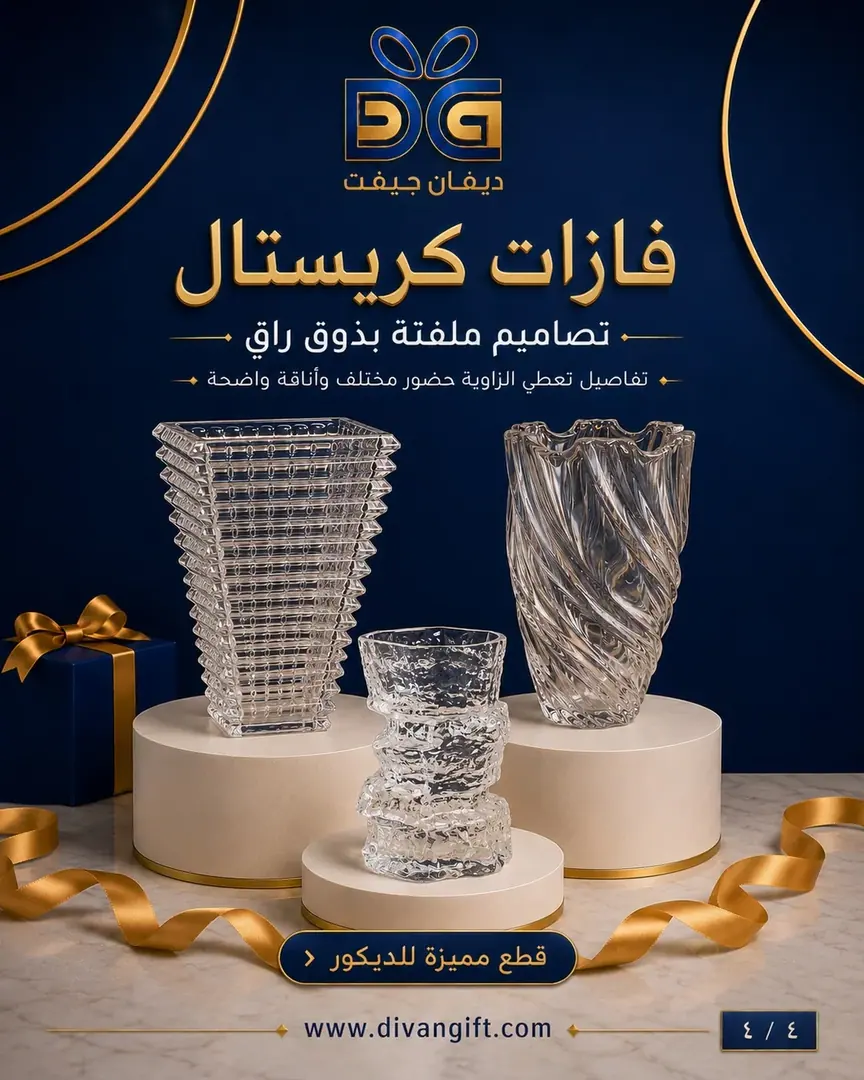 DG
ديفان جيفت
فازات كريستال
تصاميم ملفتة بذوق راق
تفاصيل تعطي الزاوية حضور مختلف وأناقة واضحة
قطع مميزة للديكور
www.divangift.com
٤ / ٤